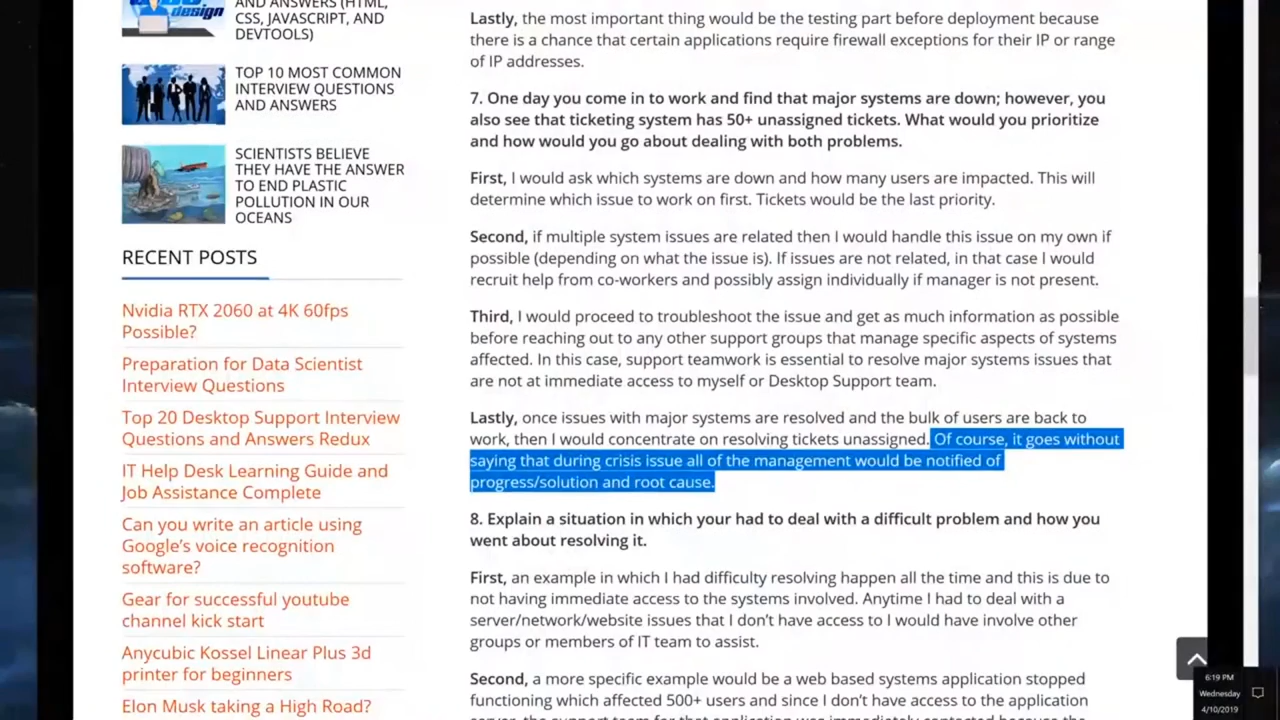 AND ANSWERS (HTML,
CSS, JAVASCRIPT, AND
DEVTOOLS)
TOP 10 MOST COMMON
INTERVIEW QUESTIONS
AND ANSWERS
SCIENTISTS BELIEVE
THEY HAVE THE ANSWER
TO END PLASTIC
POLLUTION IN OUR
OCEANS
RECENT POSTS
Nvidia RTX 2060 at 4K 60fps
Possible?
Preparation for Data Scientist
Interview Questions
Top 20 Desktop Support Interview
Questions and Answers Redux
IT Help Desk Learning Guide and
Job Assistance Complete
Can you write an article using
Google's voice recognition
software?
Gear for successful youtube
channel kick start
Anycubic Kossel Linear Plus 3d
printer for beginners
Elon Musk taking a High Road?
Lastly, the most important thing would be the testing part before deployment because
there is a chance that certain applications require firewall exceptions for their IP or range
of IP addresses.
7. One day you come in to work and find that major systems are down; however, you
also see that ticketing system has 50+ unassigned tickets. What would you prioritize
and how would you go about dealing with both problems.
First, I would ask which systems are down and how many users are impacted. This will
determine which issue to work on first. Tickets would be the last priority.
Second, if multiple system issues are related then I would handle this issue on my own if
possible (depending on what the issue is). If issues are not related, in that case I would
recruit help from co-workers and possibly assign individually if manager is not present.
Third, I would proceed to troubleshoot the issue and get as much information as possible
before reaching out to any other support groups that manage specific aspects of systems
affected. In this case, support teamwork is essential to resolve major systems issues that
are not at immediate access to myself or Desktop Support team.
Lastly, once issues with major systems are resolved and the bulk of users are back to
work, then I would concentrate on resolving tickets unassigned. Of course, it goes without
saying that during crisis issue all of the management would be notified of
progress/solution and root cause.
8. Explain a situation in which your had to deal with a difficult problem and how you
went about resolving it.
First, an example in which I had difficulty resolving happen all the time and this is due to
not having immediate access to the systems involved. Anytime I had to deal with a
server/network/website issues that I don't have access to I would have involve other
groups or members of IT team to assist.
Second, a more specific example would be a web based systems application stopped
functioning which affected 500+ users and since I don't have access to the application
design
6:19 PM
Wednesday
4/10/2019